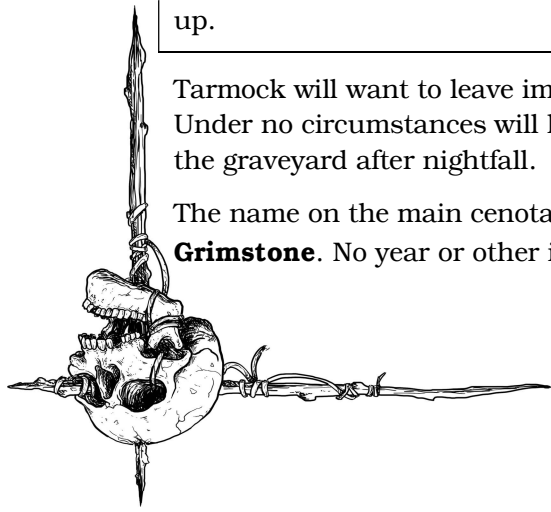 up.
Tarmock will want to leave im
Under no circumstances will
the graveyard after nightfall.
The name on the main cenota
Grimstone. No year or other i